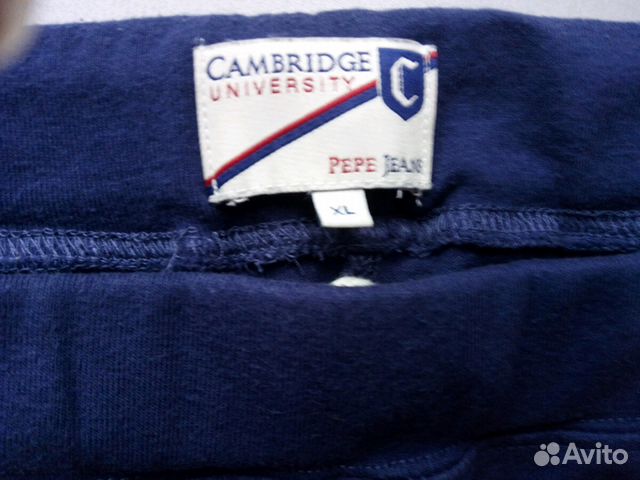 CAMBRIDGE
UNIVERSITY
C
PEPE JEANS
XL
Avito